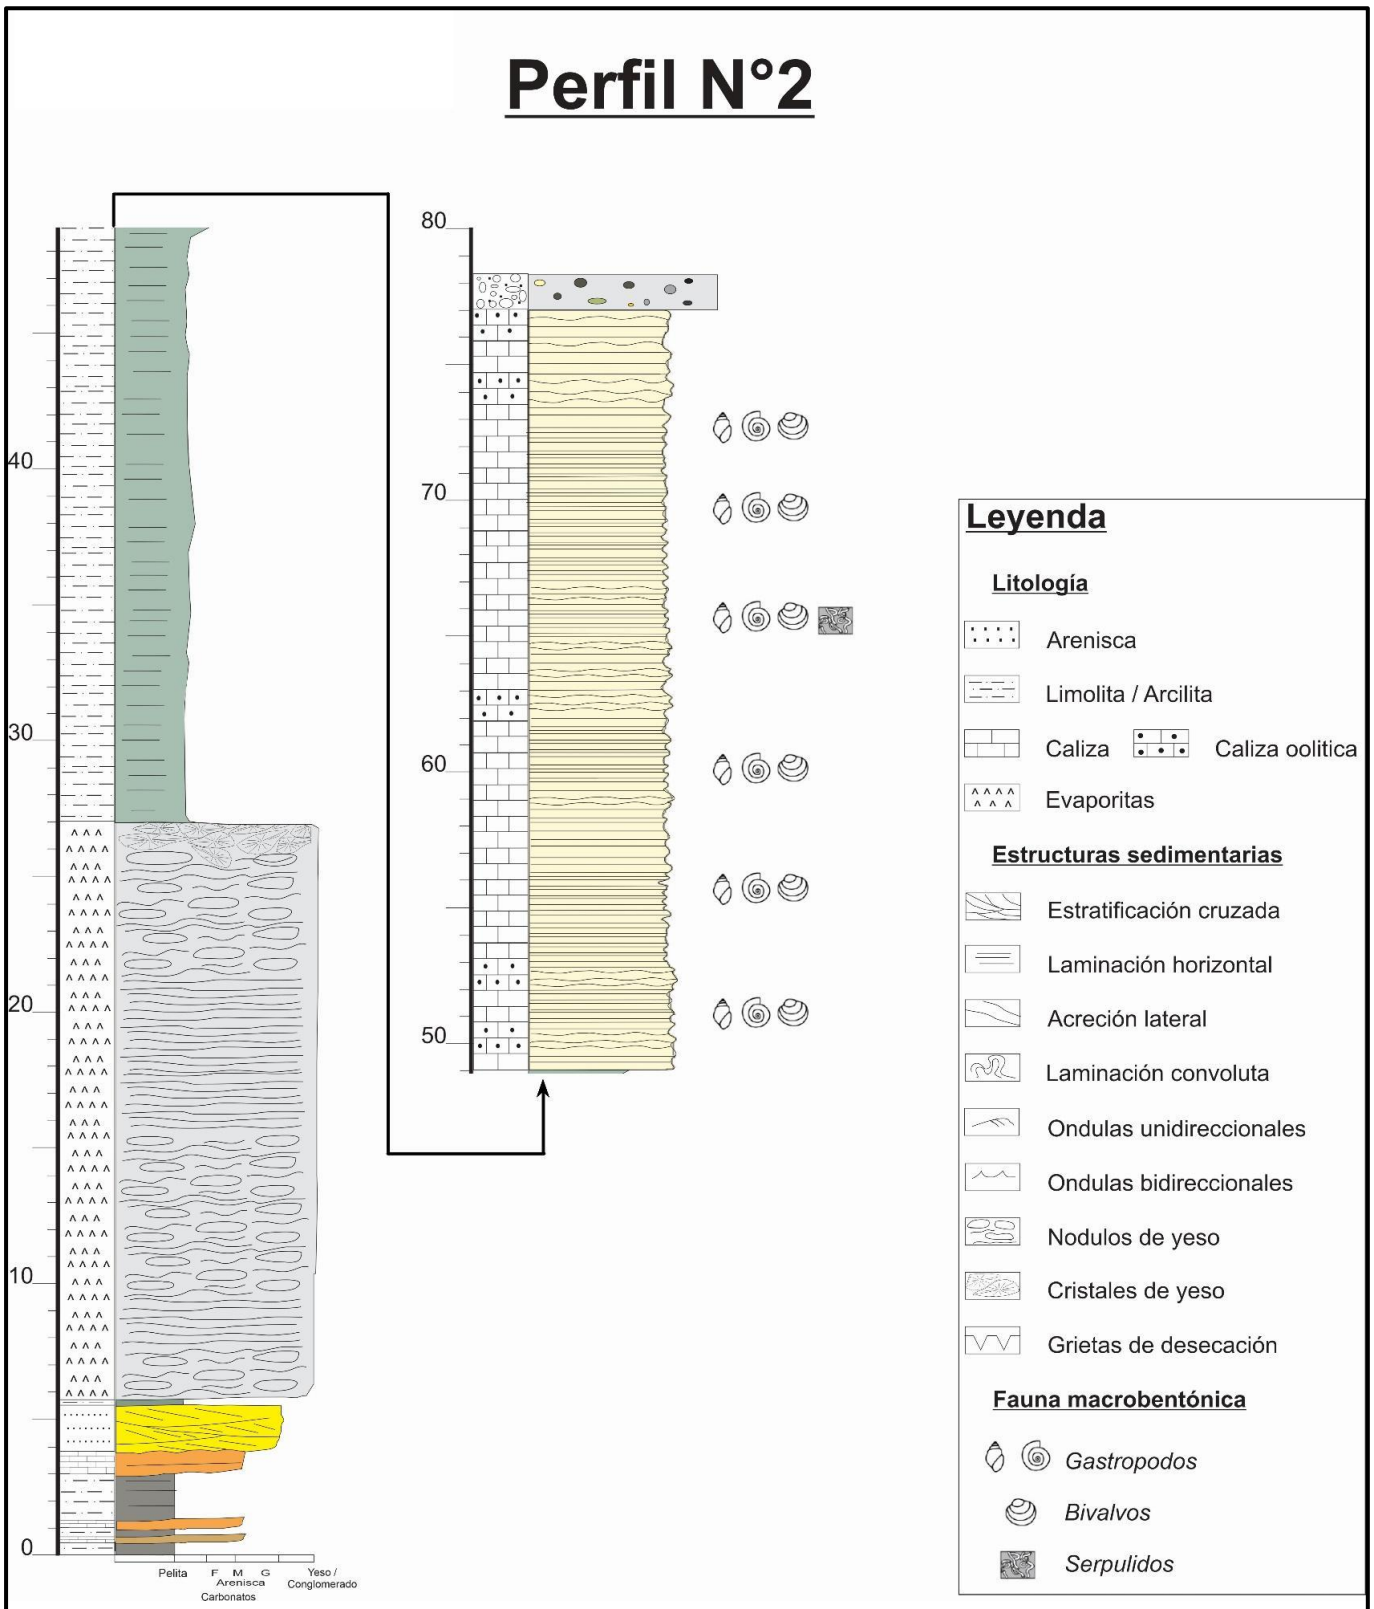 Perfil N°2
40
30
20
10
0
Pelita
F M G
Arenisca
Carbonatos
Yeso /
Conglomerado
80
70
60
50
Leyenda
Litología
Arenisca
Limolita / Arcilita
Caliza
Caliza oolitica
Evaporitas
Estructuras sedimentarias
Estratificación cruzada
Laminación horizontal
Acreción lateral
Laminación convoluta
Ondulas unidireccionales
Ondulas bidireccionales
Nodulos de yeso
Cristales de yeso
Grietas de desecación
Fauna macrobentónica
Gastropodos
Bivalvos
Serpulidos